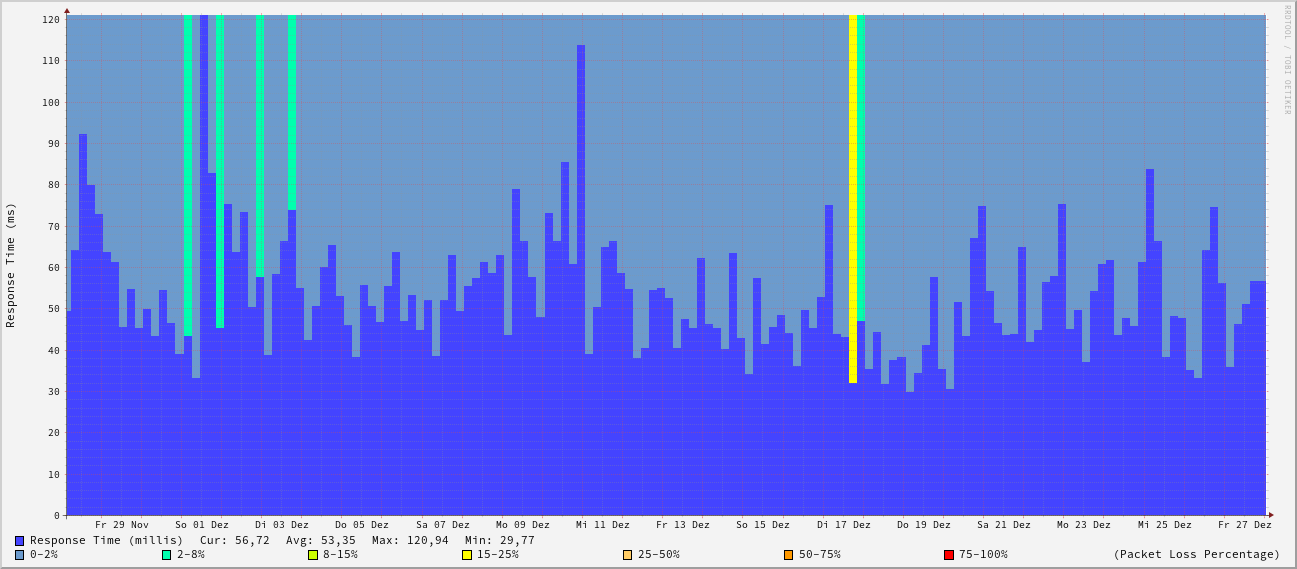 RRDTOOL / TOBI OETIKER
Response Time (ms)
120
110
100
90
80
70
60
50
40
30
20
10
0
Fr 29 Nov So 01 Dez Di 03 Dez Do 05 Dez Sa 07 Dez Mo 09 Dez Mi 11 Dez Fr 13 Dez So 15 Dez Di 17 Dez Do 19 Dez Sa 21 Dez Mo 23 Dez Mi 25 Dez Fr 27 Dez
Response Time (millis) Cur: 56,72 Avg: 53,35 Max: 120,94 Min: 29,77
0-2% 2-8% 8-15% 15-25% 25-50% 50-75% 75-100% (Packet Loss Percentage)